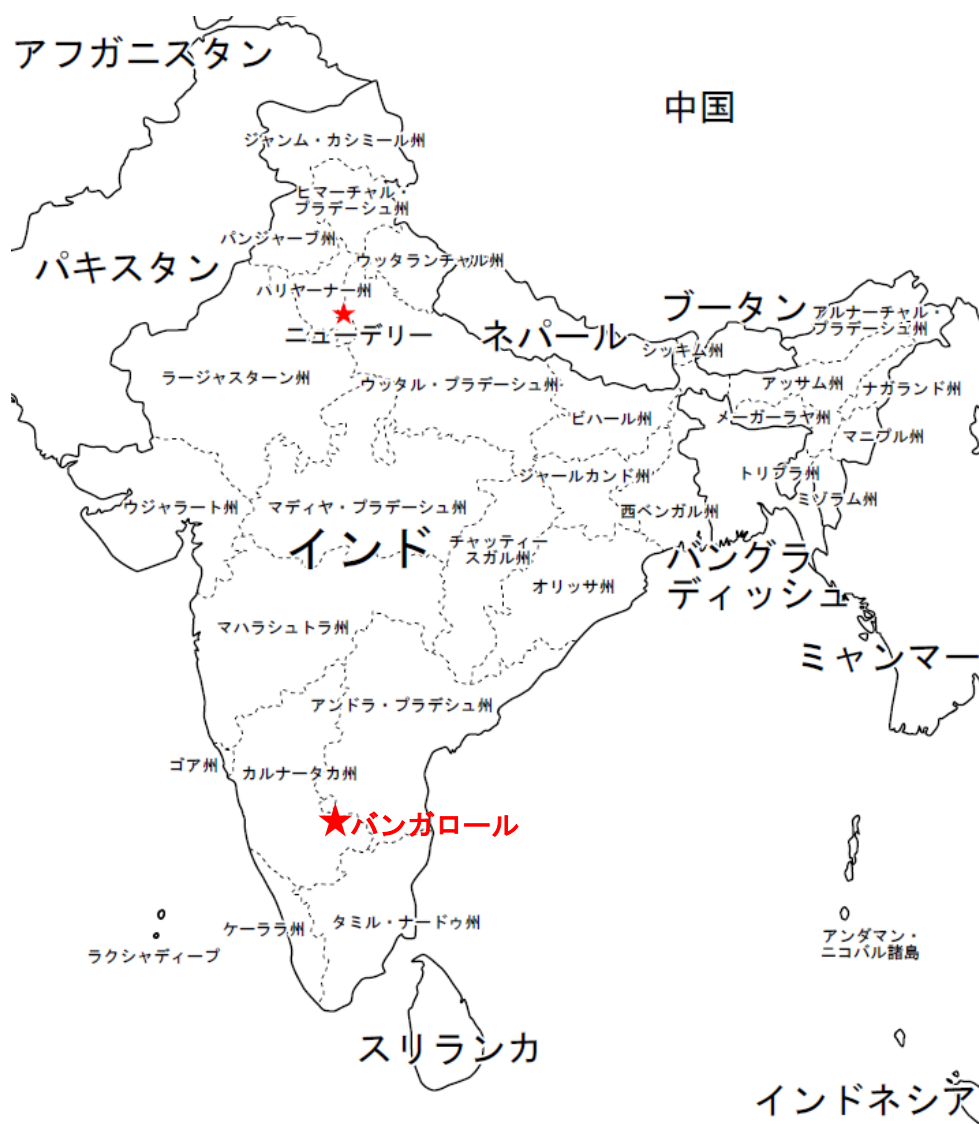 アフガニスタン
中国
ジャンム・カシミール州
ヒマーチャル・
プラデーシュ州
パンジャーブ州
ウッタランチャル州
パキスタン
ハリヤーナー州
ニューデリー
ネパール
ブータン
アルナーチャル・
プラデーシュ州
シッキム州
ラージャスターン州
ウッタル・プラデーシュ州
アッサム州
ナガランド州
ビハール州
メーガーラヤ州
マニプル州
ジャールカンド州
トリプラ州
ミゾラム州
ウジャラート州
マディヤ・プラデーシュ州
西ベンガル州
インド
チャッティー
スガル州
バングラ
ディッシュ
オリッサ州
マハラシュトラ州
ミャンマー
アンドラ・プラデシュ州
ゴア州
カルナータカ州
バンガロール
ケーララ州
タミル・ナードゥ州
ラクシャディープ
アンダマン・
ニコバル諸島
スリランカ
インドネシア